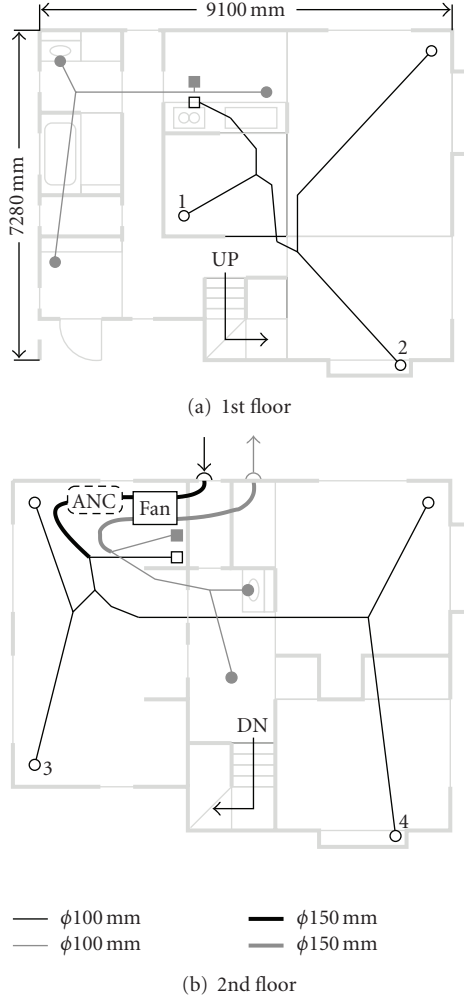 9100 mm
7280 mm
1
UP
2
(a) 1st floor
ANC
Fan
3
DN
4
ϕ100 mm ϕ150 mm
ϕ100 mm ϕ150 mm
(b) 2nd floor